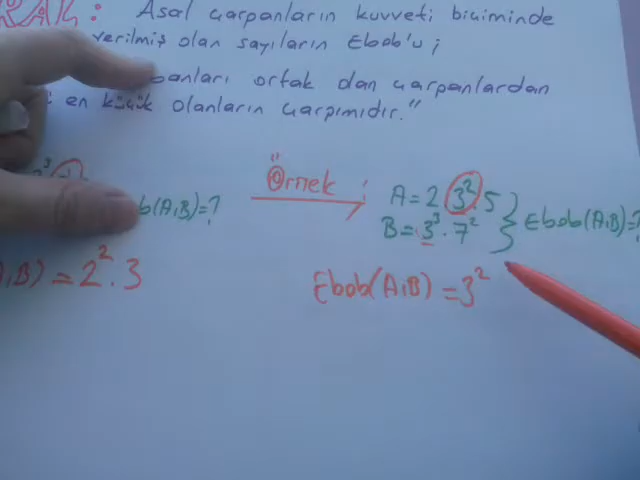 Asal çarpanların kuvveti biçiminde
verilmiş olan sayıların Ebob'u;
ortak olan çarpanlardan
en küçük olanların çarpımıdır."
Örnek:
A = 2 3² 5
B = 3³ . 7²
Ebob(A,B)=?
b(A,B)=?
A,B) = 2² . 3
Ebob(A,B) = 3²